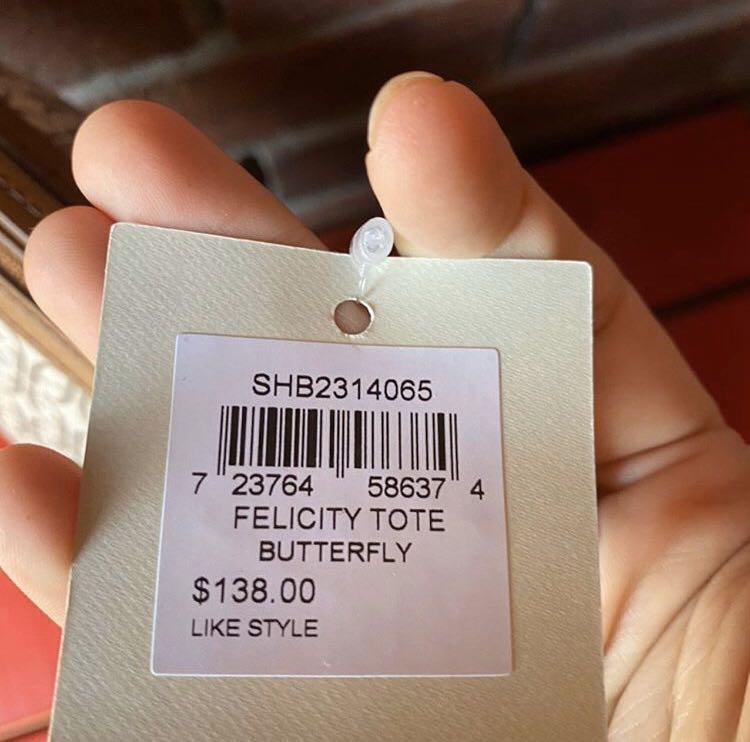 SHB2314065
7 23764 58637 4
FELICITY TOTE
BUTTERFLY
$138.00
LIKE STYLE